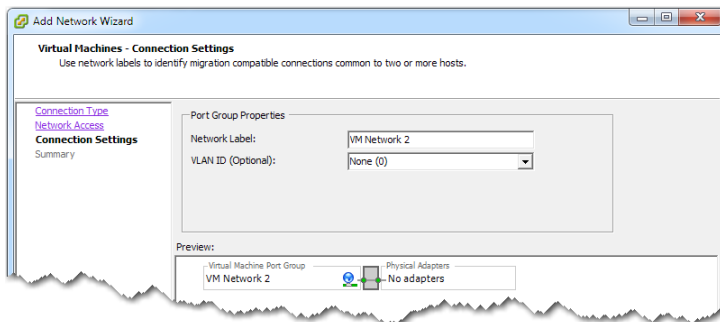 Add Network Wizard
Virtual Machines - Connection Settings
Use network labels to identify migration compatible connections common to two or more hosts.
Connection Type
Network Access
Connection Settings
Summary
Port Group Properties
Network Label:
VM Network 2
VLAN ID (Optional):
None (0)
Preview:
Virtual Machine Port Group
VM Network 2
Physical Adapters
No adapters